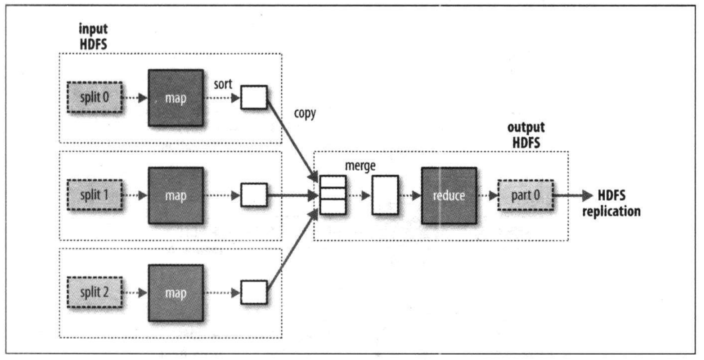 input
HDFS
split 0
map
sort
copy
split 1
map
split 2
map
merge
reduce
output
HDFS
part 0
HDFS
replication